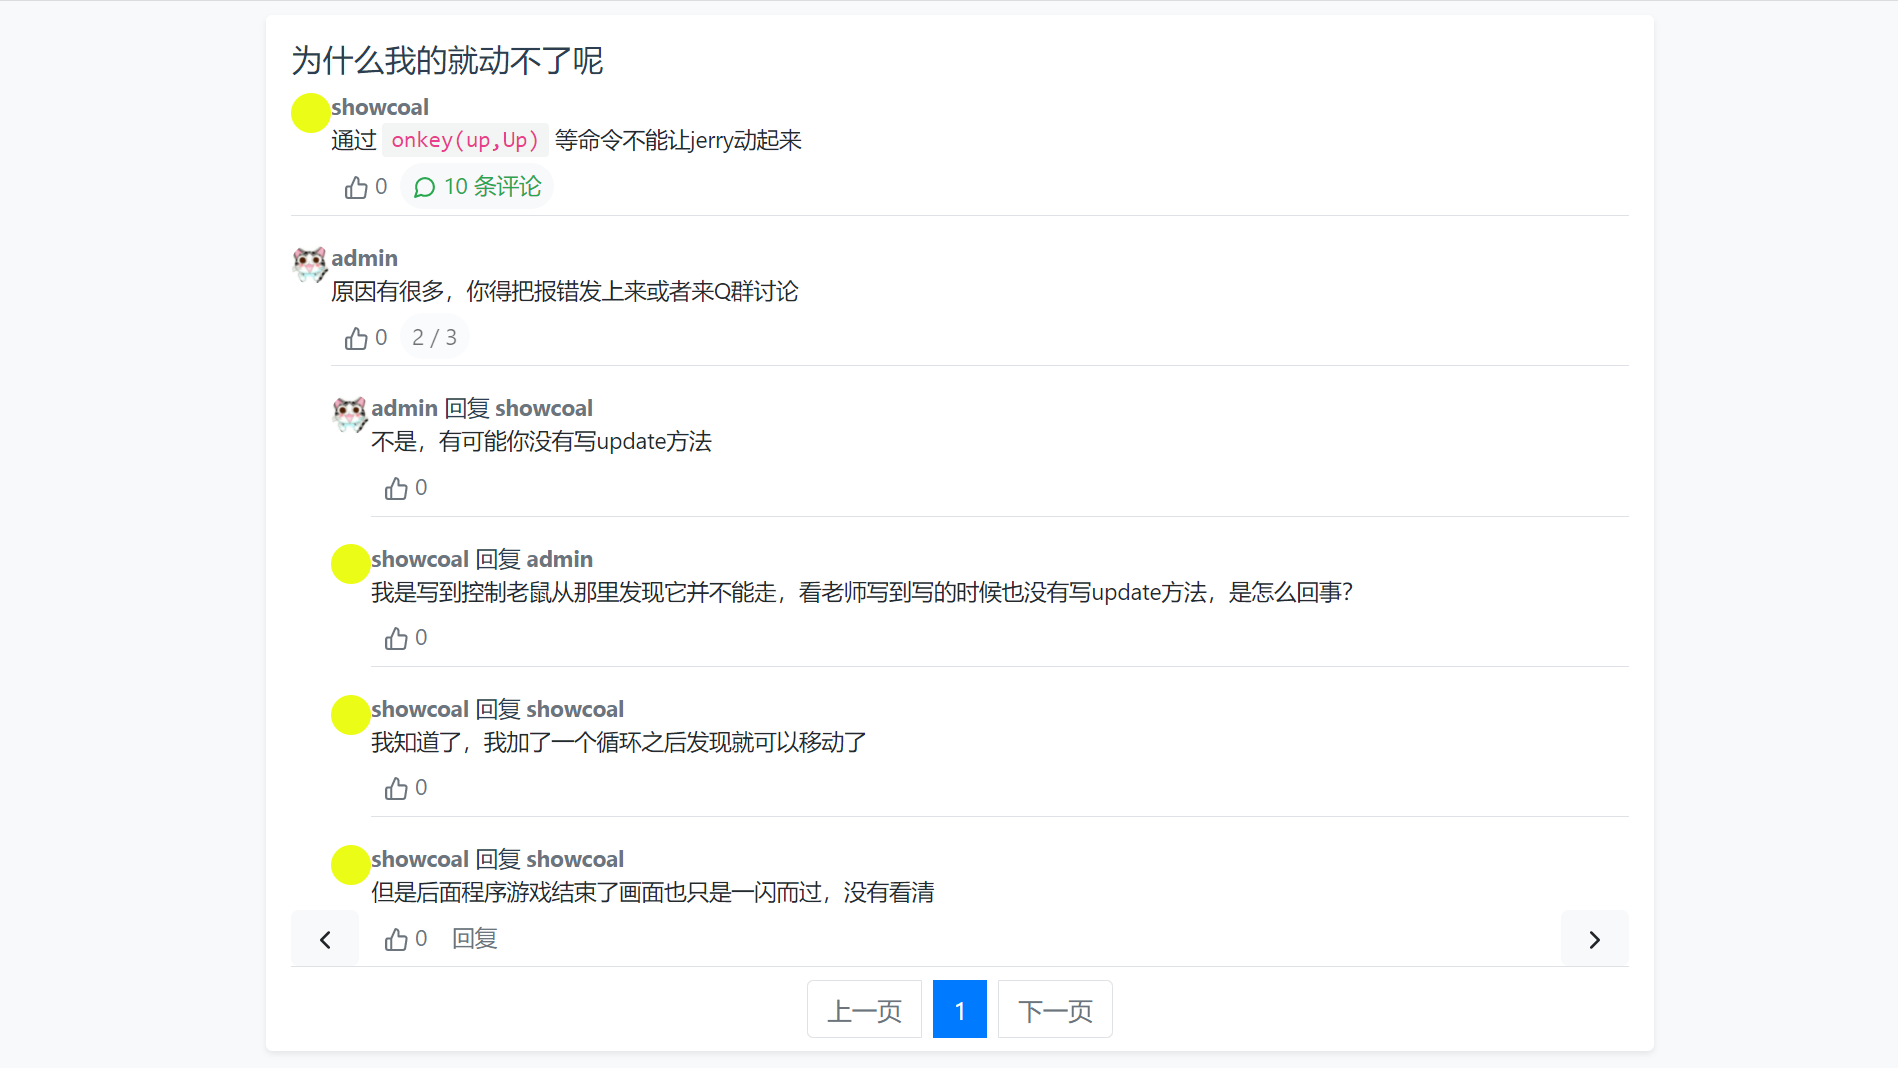 为什么我的就动不了呢
showcoal
通过 onkey(up,Up) 等命令不能让jerry动起来
0 10 条评论
admin
原因有很多，你得把报错发上来或者来Q群讨论
0 2 / 3
admin 回复 showcoal
不是，有可能你没有写update方法
0
showcoal 回复 admin
我是写到控制老鼠从那里发现它并不能走，看老师写到写的时候也没有写update方法，是怎么回事？
0
showcoal 回复 showcoal
我知道了，我加了一个循环之后发现就可以移动了
0
showcoal 回复 showcoal
但是后面程序游戏结束了画面也只是一闪而过，没有看清
0 回复
上一页 1 下一页